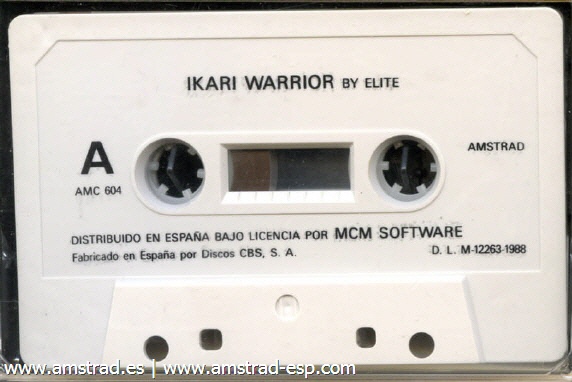 IKARI WARRIOR BY ELITE
A
AMC 604
AMSTRAD
DISTRIBUIDO EN ESPAÑA BAJO LICENCIA POR MCM SOFTWARE
Fabricado en España por Discos CBS, S. A.
D. L. M-12263-1988
www.amstrad.es | www.amstrad-esp.com